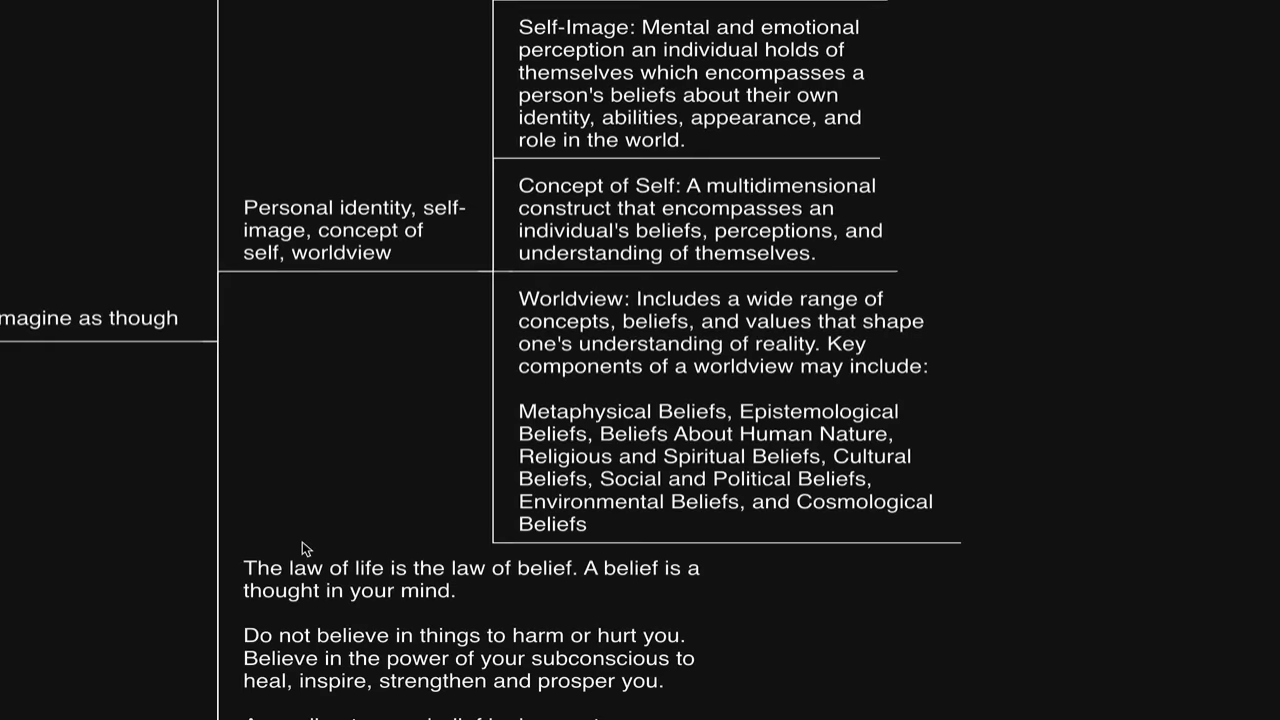 Self-Image: Mental and emotional
perception an individual holds of
themselves which encompasses a
person's beliefs about their own
identity, abilities, appearance, and
role in the world.
Concept of Self: A multidimensional
construct that encompasses an
individual's beliefs, perceptions, and
understanding of themselves.
Personal identity, self-
image, concept of
self, worldview
Worldview: Includes a wide range of
concepts, beliefs, and values that shape
one's understanding of reality. Key
components of a worldview may include:
Metaphysical Beliefs, Epistemological
Beliefs, Beliefs About Human Nature,
Religious and Spiritual Beliefs, Cultural
Beliefs, Social and Political Beliefs,
Environmental Beliefs, and Cosmological
Beliefs
magine as though
The law of life is the law of belief. A belief is a
thought in your mind.
Do not believe in things to harm or hurt you.
Believe in the power of your subconscious to
heal, inspire, strengthen and prosper you.